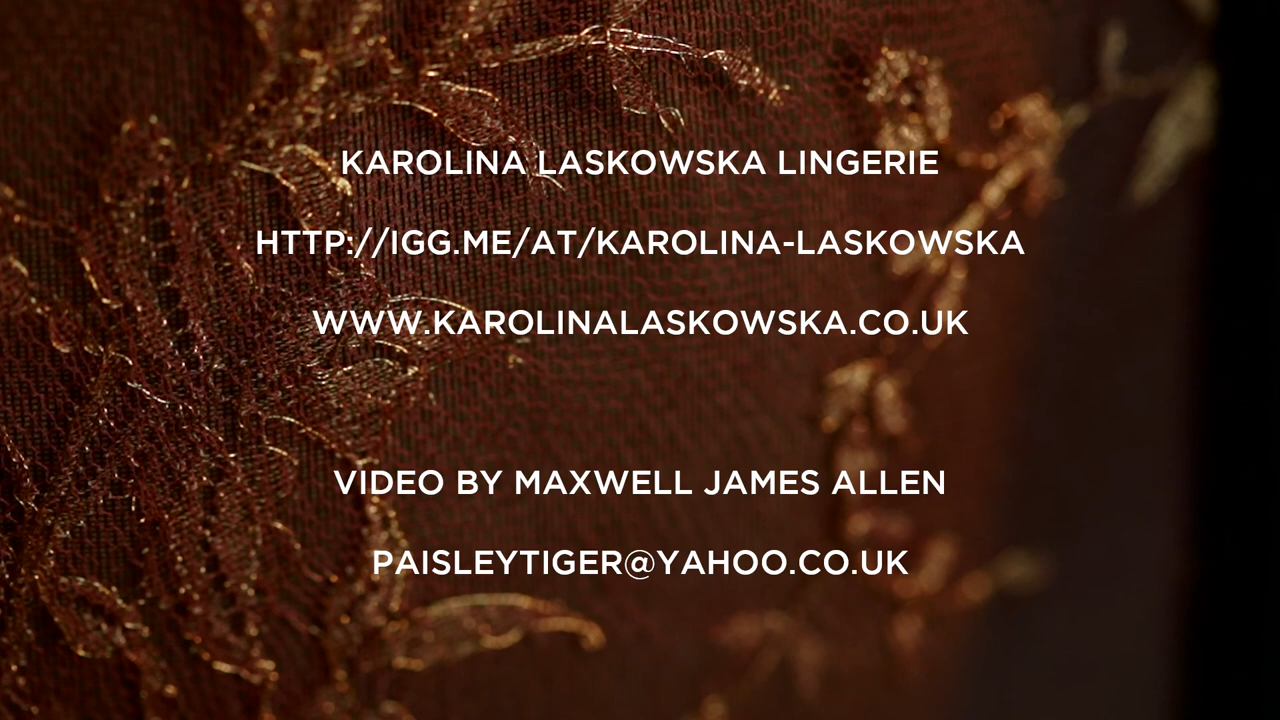 KAROLINA LASKOWSKA LINGERIE
HTTP://IGG.ME/AT/KAROLINA-LASKOWSKA
WWW.KAROLINALASKOWSKA.CO.UK
VIDEO BY MAXWELL JAMES ALLEN
PAISLEYTIGER@YAHOO.CO.UK